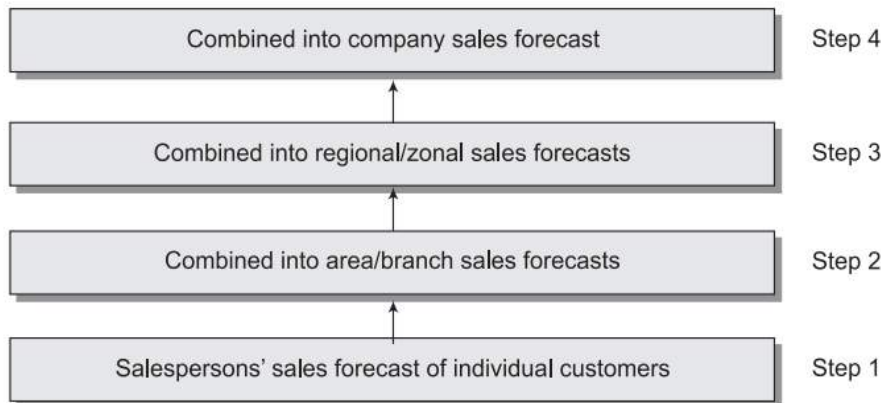 Combined into company sales forecast Step 4
Combined into regional/zonal sales forecasts Step 3
Combined into area/branch sales forecasts Step 2
Salespersons’ sales forecast of individual customers Step 1